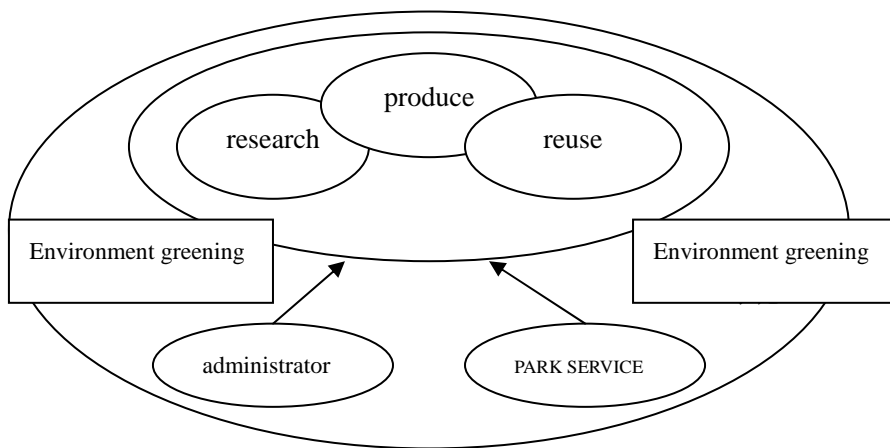 produce
research
reuse
Environment greening
Environment greening
administrator
PARK SERVICE